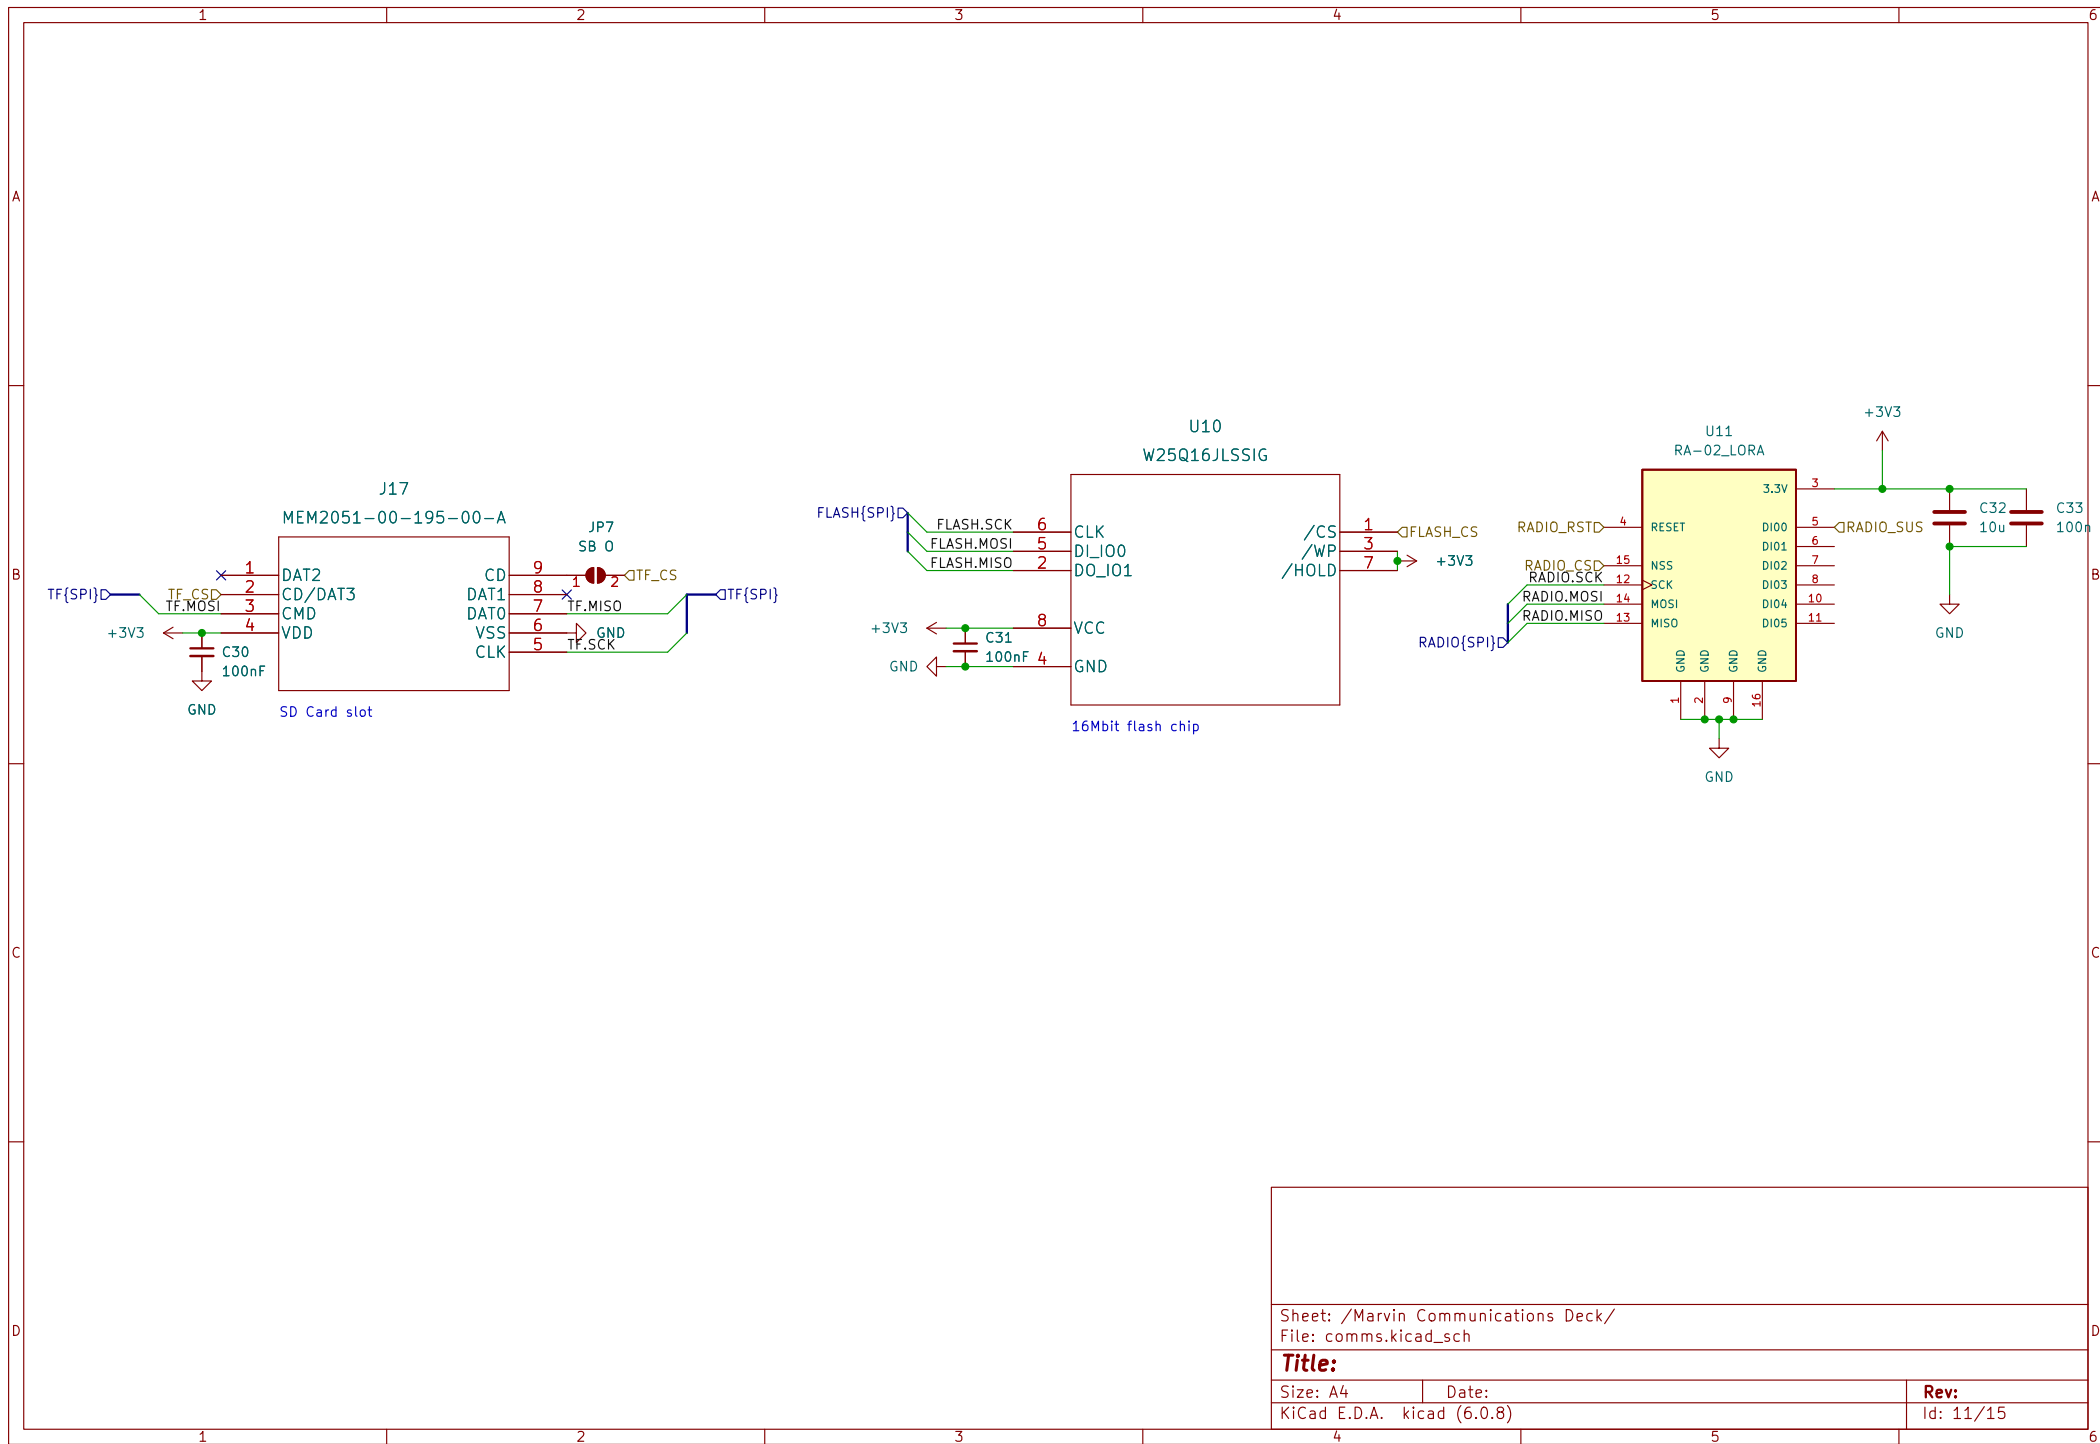 1 2 3 4 5 6
A A
+3V3
U10
U11
W25Q16JLSSIG
RA-02_LORA
J17
3.3V 3
MEM2051-00-195-00-A
FLASH{SPI}
C32 C33
JP7
FLASH.SCK 6 CLK /CS 1 FLASH_CS
RADIO_RST 4 RESET DIO0 5 RADIO_SUS
10u 100n
SB O
FLASH.MOSI 5 DI_IO0 /WP 3
DIO1 6
+3V3
RADIO_CS 15 NSS DIO2 7
FLASH.MISO 2 DO_IO1 /HOLD 7
B B
1 DAT2 CD 9 1 2 TF_CS
RADIO.SCK 12 SCK DIO3 8
TF{SPI} TF_CS 2 CD/DAT3 DAT1 8 TF{SPI}
RADIO.MOSI 14 MOSI DIO4 10
TF.MOSI 3 CMD DAT0 7 TF.MISO
RADIO.MISO 13 MISO DIO5 11
+3V3 4 VDD VSS 6 GND
+3V3 8 VCC
GND
C31
RADIO{SPI}
C30 CLK 5 TF.SCK
100nF
GND 4 GND
GND GND GND GND
100nF
1 2 9 16
GND
SD Card slot
16Mbit flash chip
GND
C C
Sheet: /Marvin Communications Deck/
File: comms.kicad_sch
D D
Title:
Size: A4 Date: Rev:
KiCad E.D.A. kicad (6.0.8) Id: 11/15
1 2 3 4 5 6